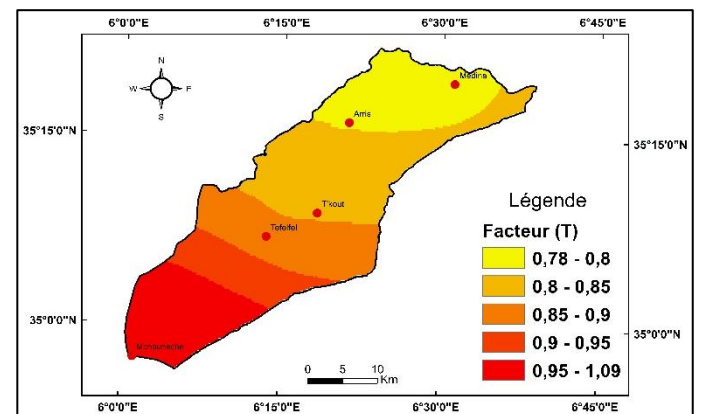 6°0'0"E 6°15'0"E 6°30'0"E 6°45'0"E
N
W E
S
Medina
Arris
35°15'0"N 35°15'0"N
T'kout
Tefelfel
Légende
Facteur (T)
0,78 - 0,8
0,8 - 0,85
0,85 - 0,9
0,9 - 0,95
0,95 - 1,09
35°0'0"N 35°0'0"N
0 5 10
Km
6°0'0"E 6°15'0"E 6°30'0"E 6°45'0"E